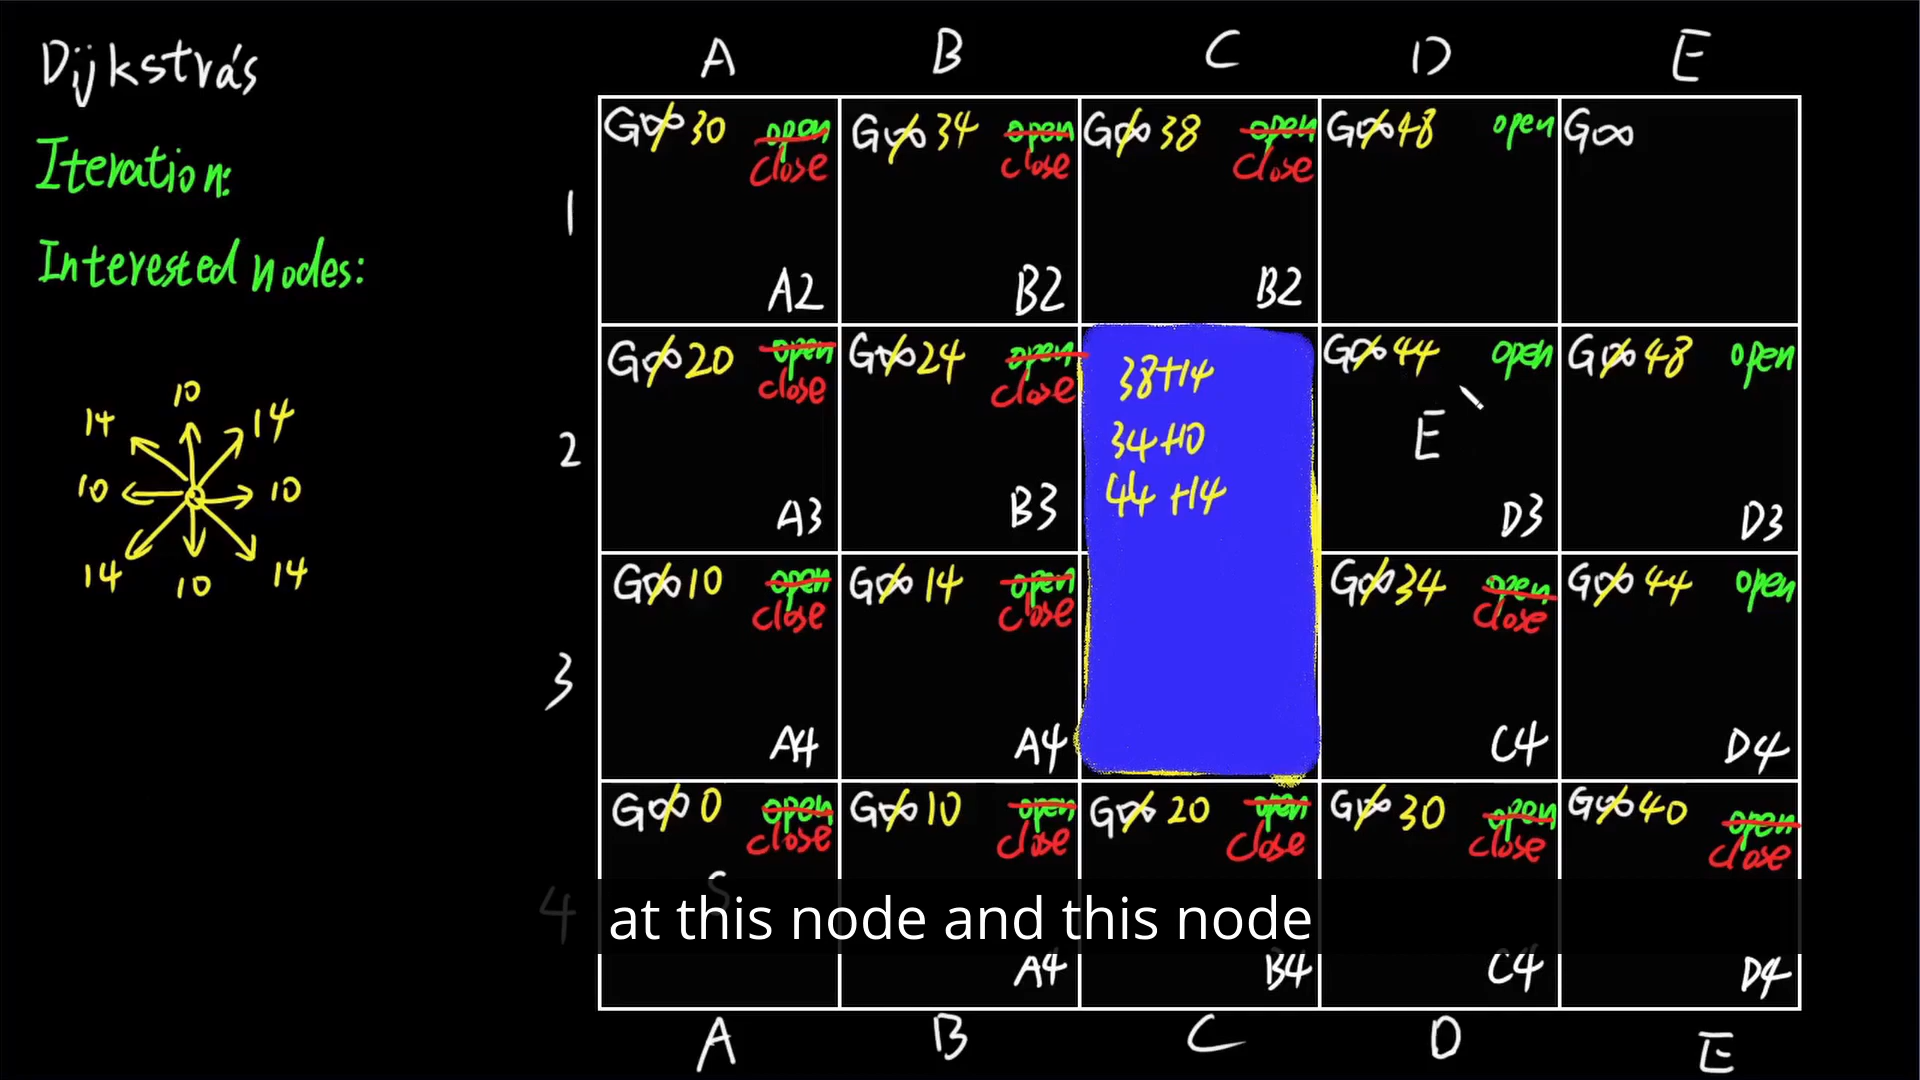 Dijkstra's
Iteration:
Interested nodes:
10
14 14
10 10
14 14
10
A B C D E
1
G∞ 30 open close A2
G∞ 34 open close B2
G∞ 38 open close B2
G∞ 48 open
G∞
2
G∞ 20 open close A3
G∞ 24 open close B3
38+14
34+10
44+14
G∞ 44 open E D3
G∞ 48 open D3
3
G∞ 10 open close A4
G∞ 14 open close A4
G∞ 34 open close C4
G∞ 44 open D4
4
G∞ 0 open close S
G∞ 10 open close A4
G∞ 20 open close B4
G∞ 30 open close C4
G∞ 40 open close D4
at this node and this node
A B C D E